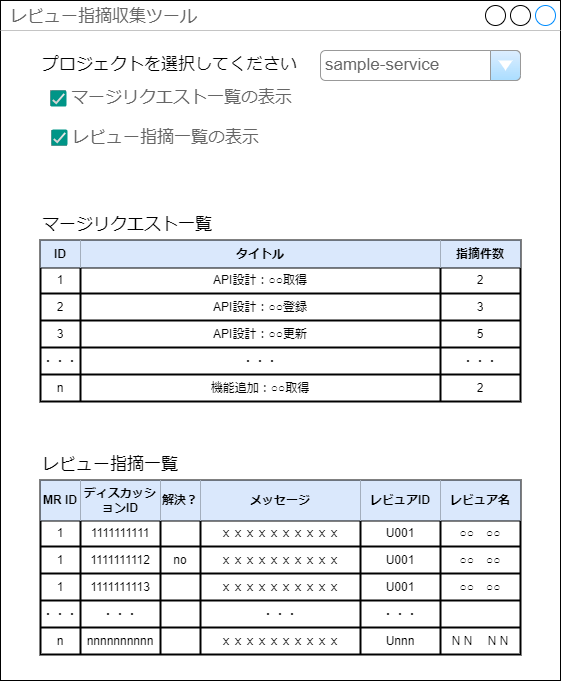 レビュー指摘収集ツール
プロジェクトを選択してください sample-service
マージリクエスト一覧の表示
レビュー指摘一覧の表示
マージリクエスト一覧
ID タイトル 指摘件数
1 API設計：○○取得 2
2 API設計：○○登録 3
3 API設計：○○更新 5
・・・ ・・・ ・・・
n 機能追加：○○取得 2
レビュー指摘一覧
MR ID ディスカッションID 解決？ メッセージ レビュアID レビュア名
1 1111111111 ｘｘｘｘｘｘｘｘｘｘ U001 ○○　○○
1 1111111112 no ｘｘｘｘｘｘｘｘｘｘ U001 ○○　○○
1 1111111113 ｘｘｘｘｘｘｘｘｘｘ U001 ○○　○○
・・・ ・・・ ・・・ ・・・
n nnnnnnnnnn ｘｘｘｘｘｘｘｘｘｘ Unnn ＮＮ　ＮＮ